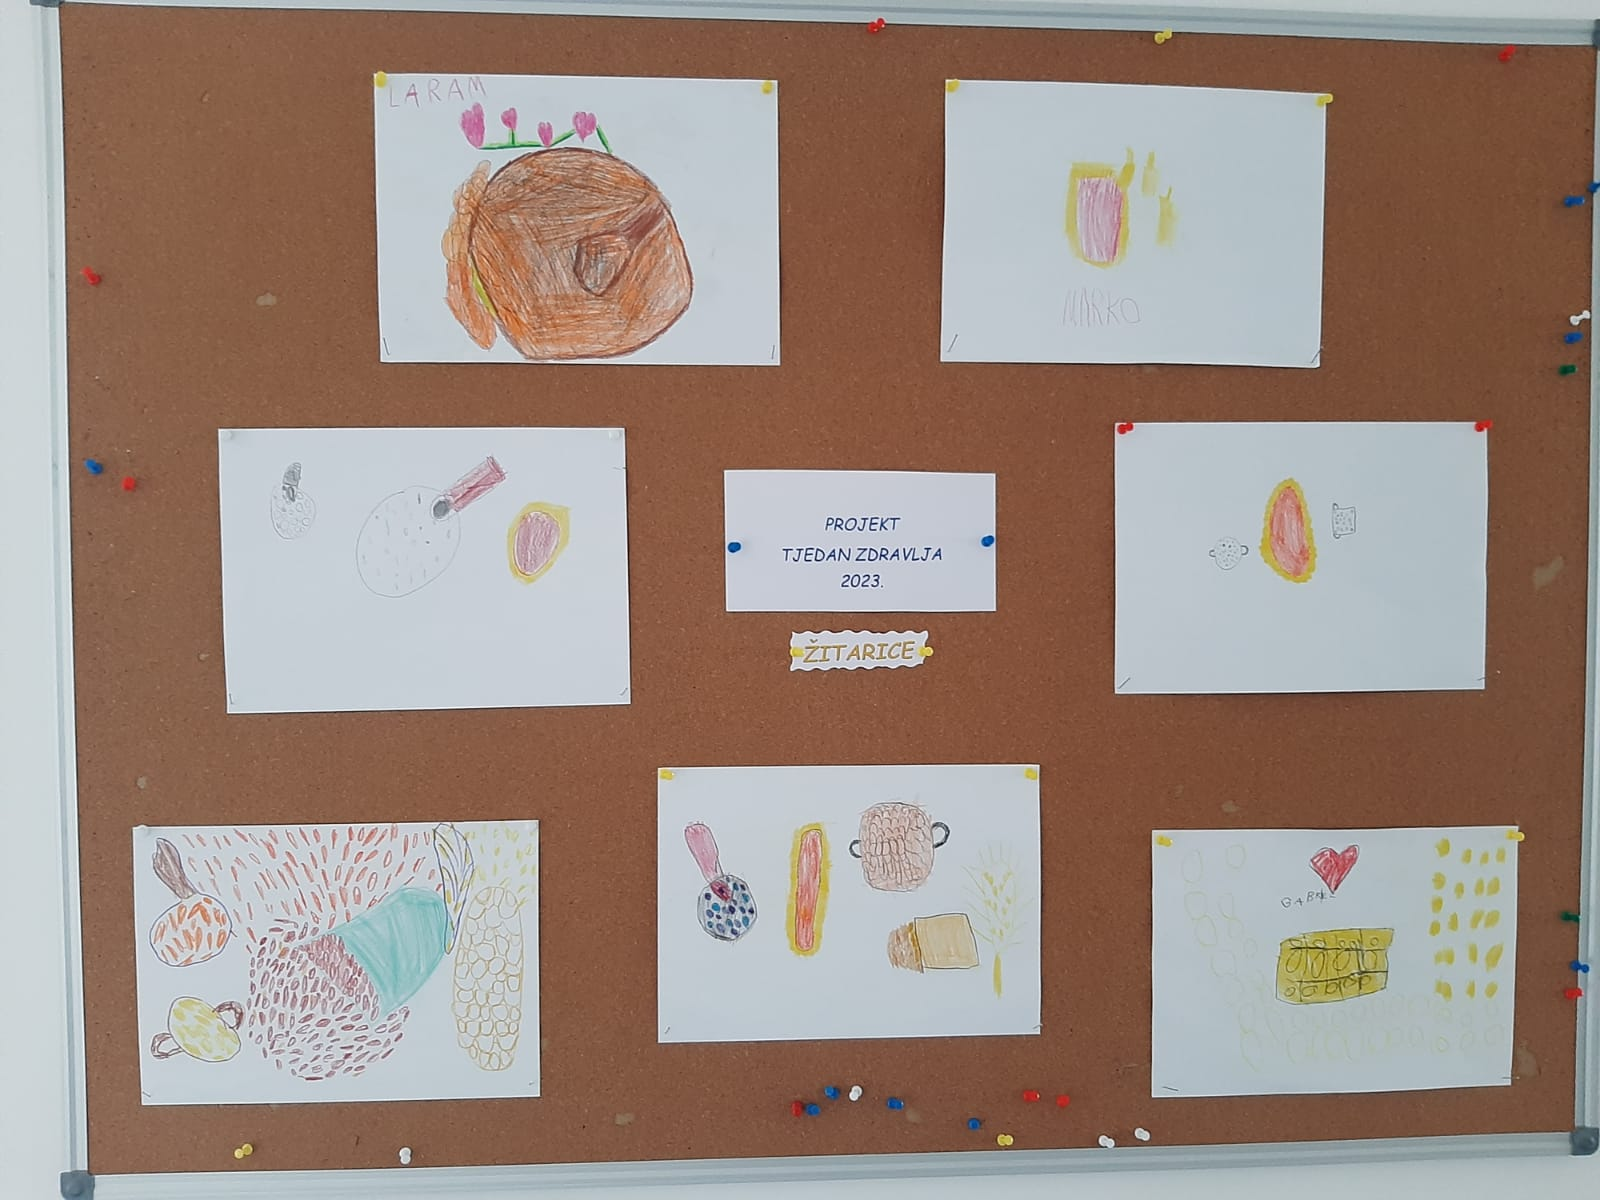 LARAM
MARKO
PROJEKT
TJEDAN ZDRAVLJA
2023.
ŽITARICE